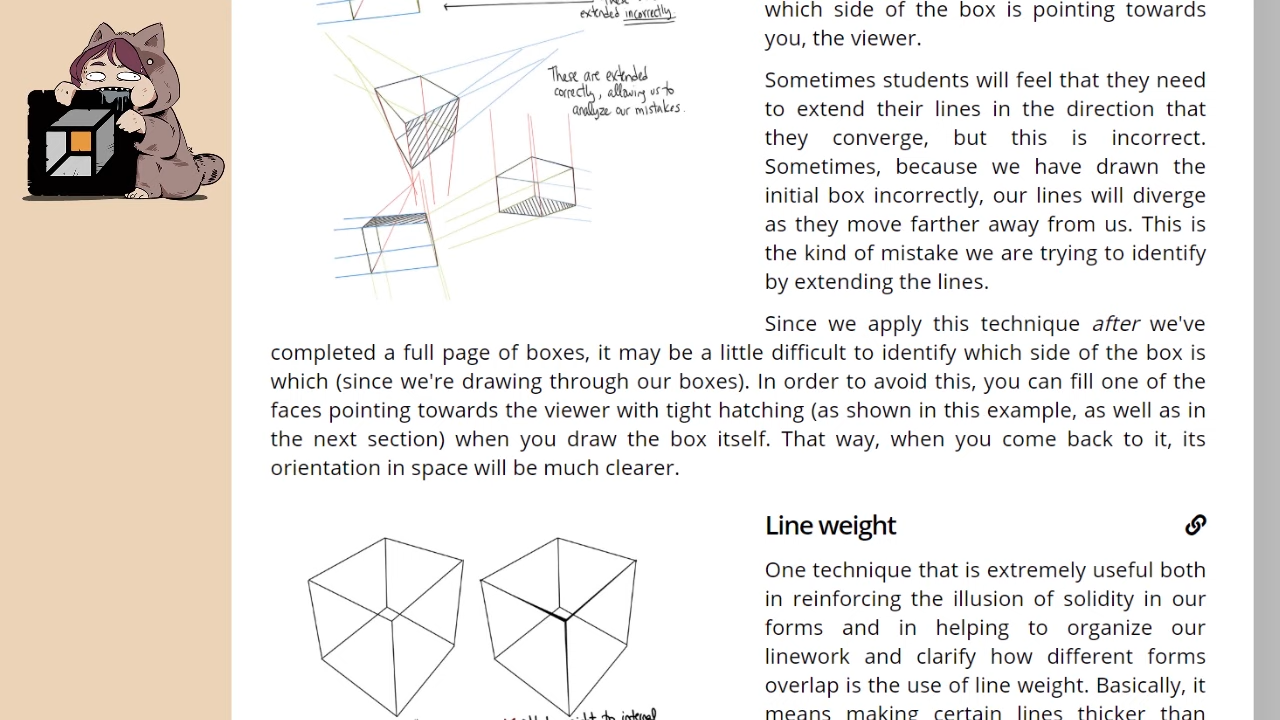 extended incorrectly.
These are extended
correctly, allowing us to
analyze our mistakes.
which side of the box is pointing towards
you, the viewer.
Sometimes students will feel that they need
to extend their lines in the direction that
they converge, but this is incorrect.
Sometimes, because we have drawn the
initial box incorrectly, our lines will diverge
as they move farther away from us. This is
the kind of mistake we are trying to identify
by extending the lines.
Since we apply this technique after we've
completed a full page of boxes, it may be a little difficult to identify which side of the box is
which (since we're drawing through our boxes). In order to avoid this, you can fill one of the
faces pointing towards the viewer with tight hatching (as shown in this example, as well as in
the next section) when you draw the box itself. That way, when you come back to it, its
orientation in space will be much clearer.
Line weight
One technique that is extremely useful both
in reinforcing the illusion of solidity in our
forms and in helping to organize our
linework and clarify how different forms
overlap is the use of line weight. Basically, it
means making certain lines thicker than
to internal